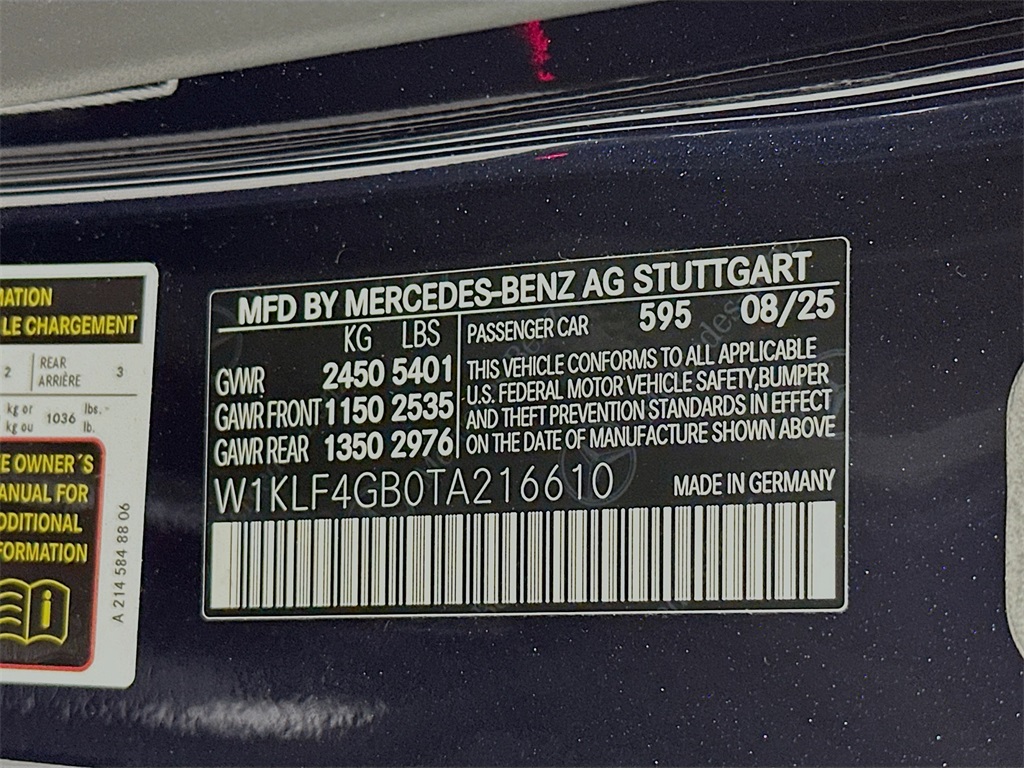 MATION
LE CHARGEMENT
2 REAR ARRIÈRE 3
kg or kg ou 1036 lbs.- lb.
E OWNER´S
ANUAL FOR
DDITIONAL
FORMATION
A 214 584 88 06
MFD BY MERCEDES-BENZ AG STUTTGART
KG LBS
GVWR 2450 5401
GAWR FRONT 1150 2535
GAWR REAR 1350 2976
PASSENGER CAR 595 08/25
THIS VEHICLE CONFORMS TO ALL APPLICABLE
U.S. FEDERAL MOTOR VEHICLE SAFETY,BUMPER
AND THEFT PREVENTION STANDARDS IN EFFECT
ON THE DATE OF MANUFACTURE SHOWN ABOVE
W1KLF4GB0TA216610 MADE IN GERMANY